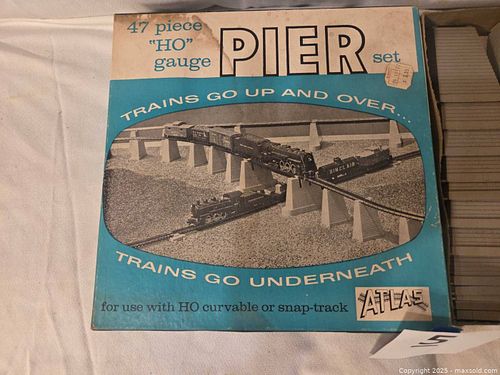 47 piece
"HO"
gauge
PIER set
TRAINS GO UP AND OVER...
SINCLAIR
TRAINS GO UNDERNEATH
for use with HO curvable or snap-track
ATLAS
Copyright 2025 - maxsold.com